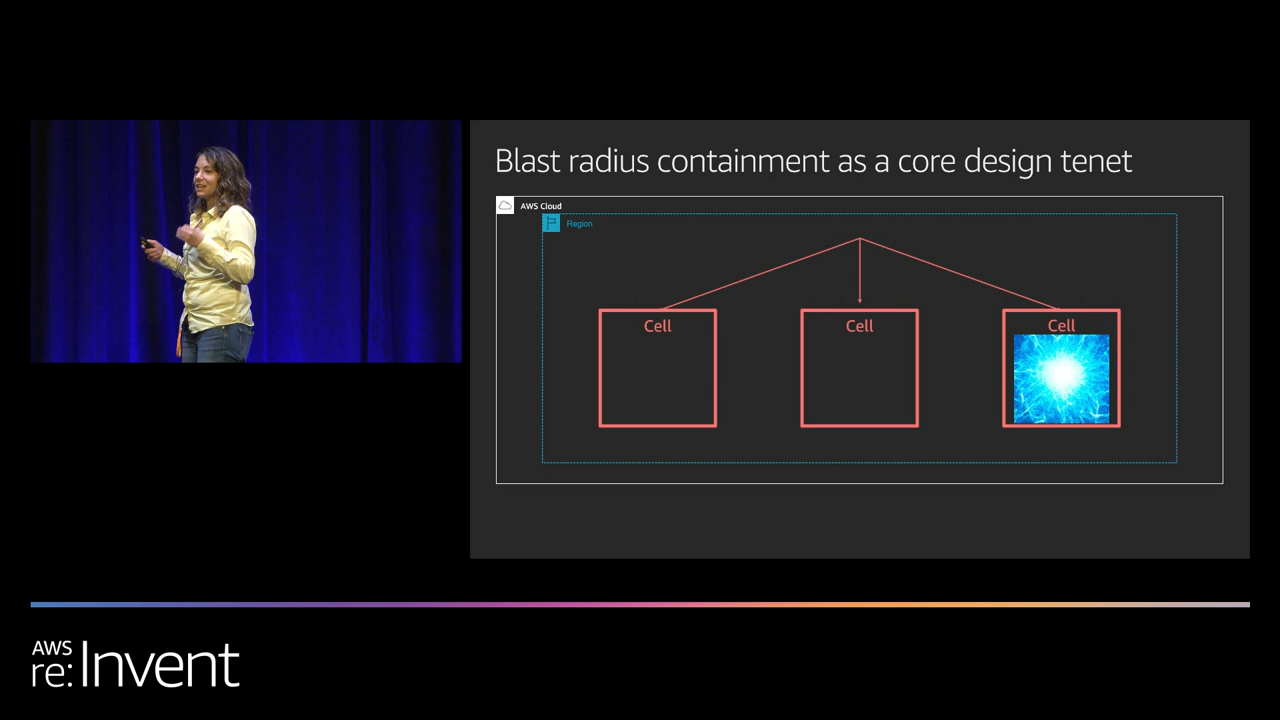 Blast radius containment as a core design tenet
AWS Cloud
Region
Cell
Cell
Cell
AWS
re:Invent